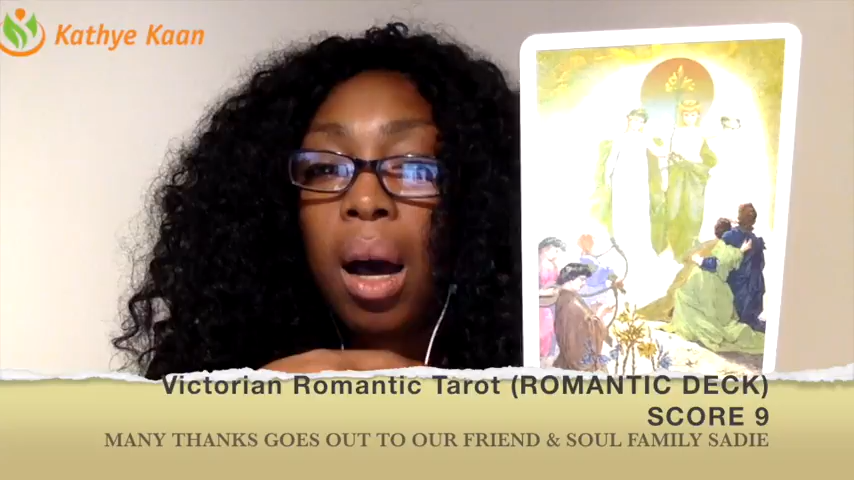 Kathye Kaan
Victorian Romantic Tarot (ROMANTIC DECK)
SCORE 9
MANY THANKS GOES OUT TO OUR FRIEND & SOUL FAMILY SADIE